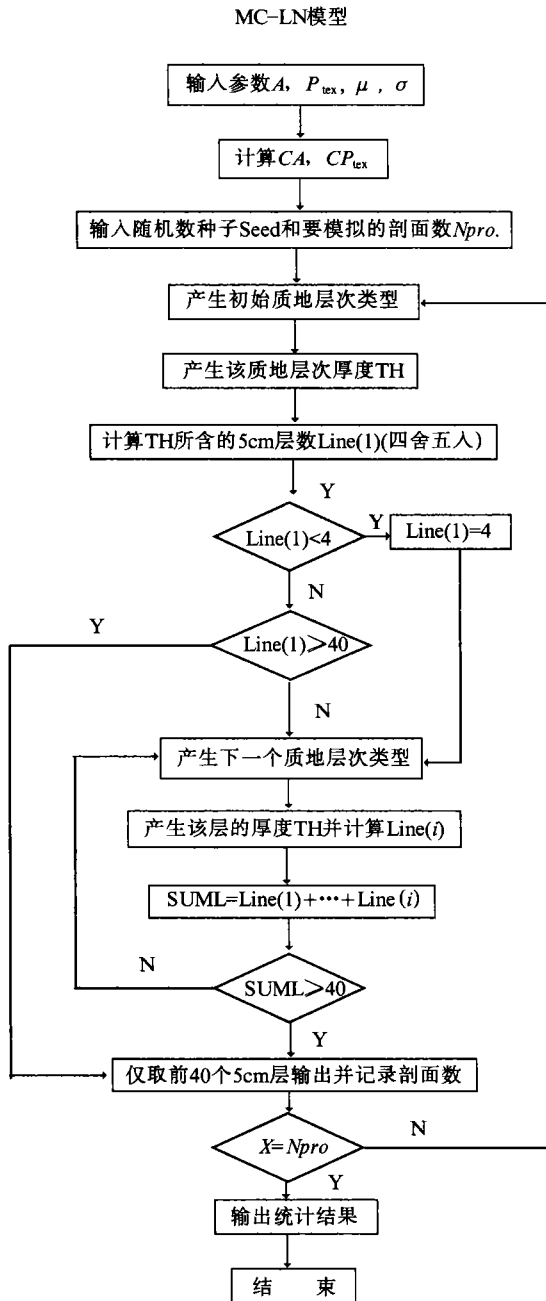 MC-LN模型
输入参数A, P_tex, μ, σ
计算CA, CP_tex
输入随机数种子Seed和要模拟的剖面数Npro.
产生初始质地层次类型
产生该质地层次厚度TH
计算TH所含的5cm层数Line(1)(四舍五入)
Y
Line(1)<4
Y
Line(1)=4
N
Y
Line(1)⩾40
N
产生下一个质地层次类型
产生该层的厚度TH并计算Line(i)
SUML=Line(1)+···+Line(i)
N
SUML⩾40
Y
仅取前40个5cm层输出并记录剖面数
X=Npro
N
Y
输出统计结果
结 束